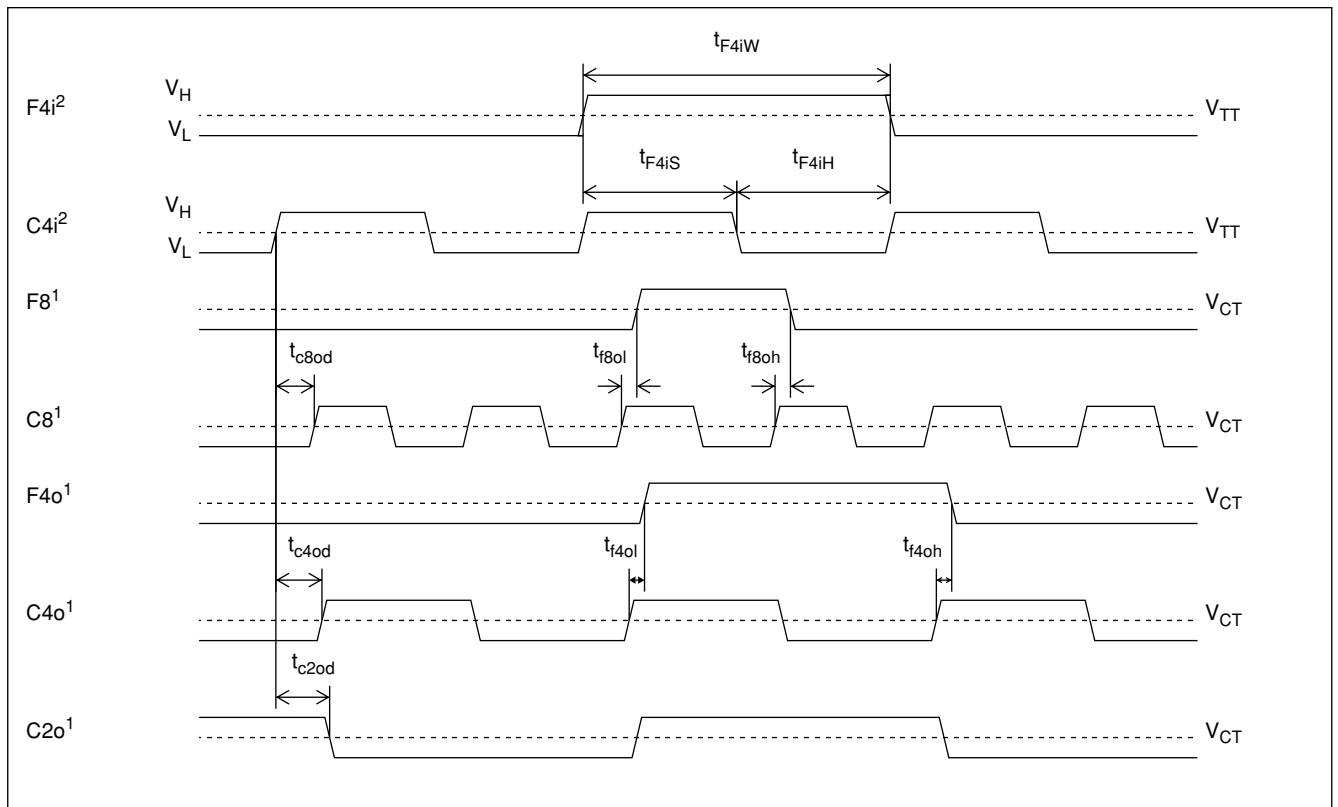 tF4iW
VH
F4i2
VL
VTT
tF4iS
tF4iH
VH
C4i2
VL
VTT
F81
VCT
tc8od
tf8ol
tf8oh
C81
VCT
F4o1
VCT
tc4od
tf4ol
tf4oh
C4o1
VCT
tc2od
C2o1
VCT